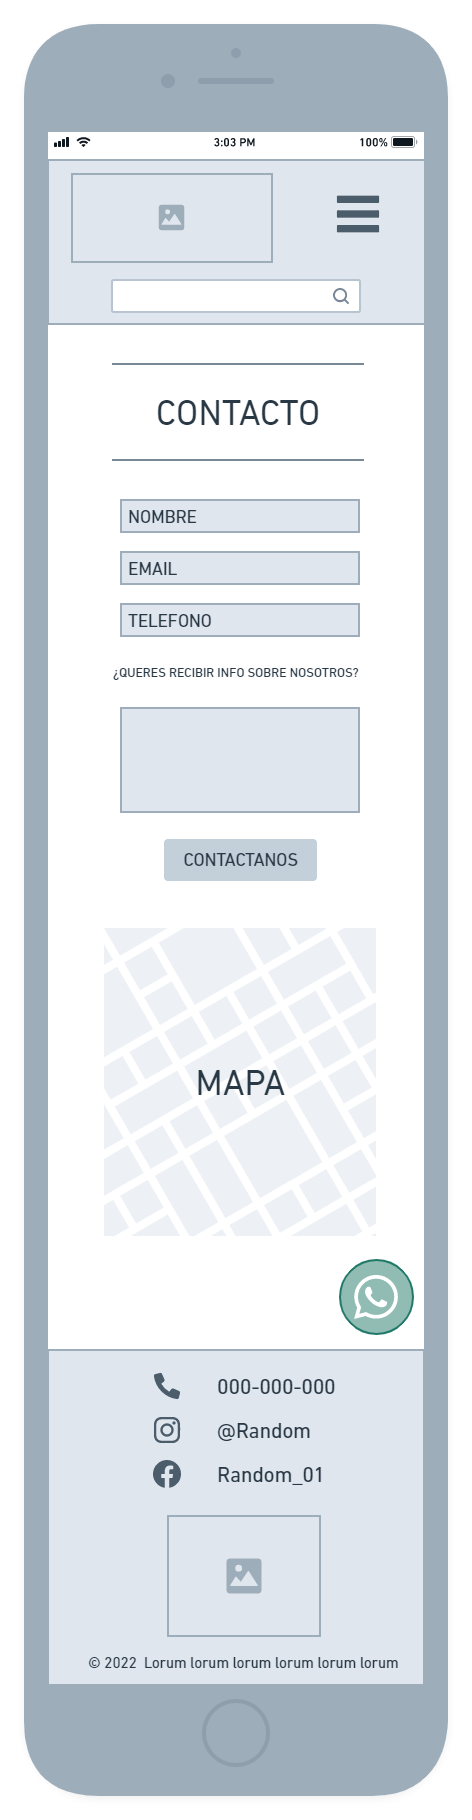 3:03 PM 100%
CONTACTO
NOMBRE
EMAIL
TELEFONO
¿QUERES RECIBIR INFO SOBRE NOSOTROS?
CONTACTANOS
MAPA
000-000-000
@Random
Random_01
© 2022 Lorum lorum lorum lorum lorum lorum